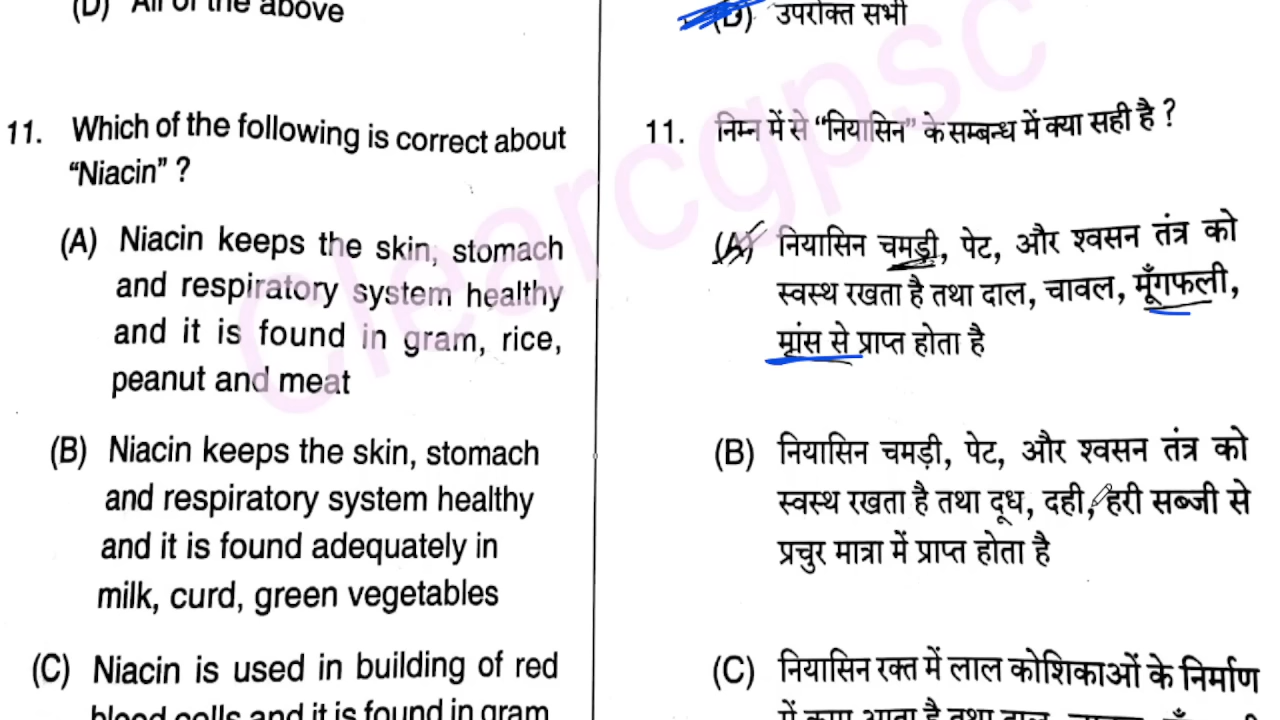 (D) All of the above
11. Which of the following is correct about
"Niacin" ?
(A) Niacin keeps the skin, stomach
and respiratory system healthy
and it is found in gram, rice,
peanut and meat
(B) Niacin keeps the skin, stomach
and respiratory system healthy
and it is found adequately in
milk, curd, green vegetables
(C) Niacin is used in building of red
blood cells and it is found in gram,
(D) उपरोक्त सभी
11. निम्न में से "नियासिन" के सम्बन्ध में क्या सही है ?
(A) नियासिन चमड़ी, पेट, और श्वसन तंत्र को
स्वस्थ रखता है तथा दाल, चावल, मूँगफली,
मांस से प्राप्त होता है
(B) नियासिन चमड़ी, पेट, और श्वसन तंत्र को
स्वस्थ रखता है तथा दूध, दही, हरी सब्जी से
प्रचुर मात्रा में प्राप्त होता है
(C) नियासिन रक्त में लाल कोशिकाओं के निर्माण
में काम आता है तथा दाल,
Clearcgpsc